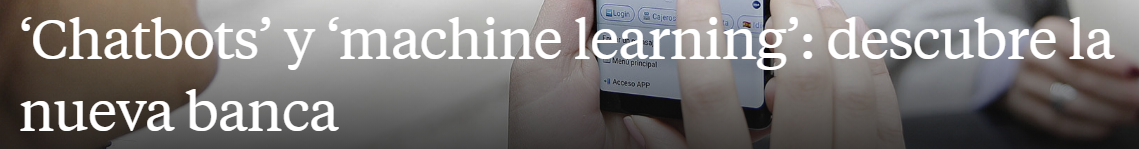 ‘Chatbots’ y ‘machine learning’: descubre la
nueva banca
Login
Cajeros
Menú principal
Acceso APP